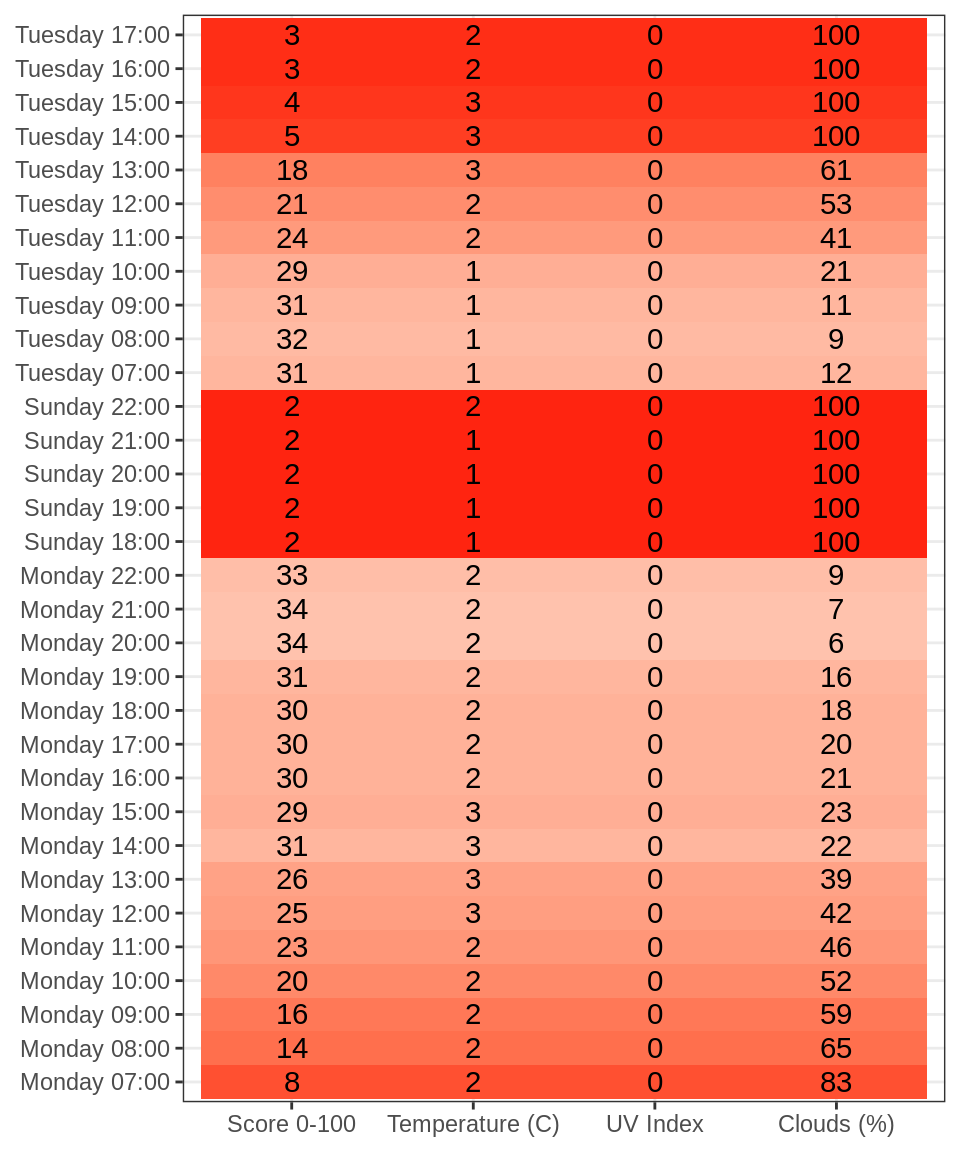 Tuesday 17:00 3 2 0 100
Tuesday 16:00 3 2 0 100
Tuesday 15:00 4 3 0 100
Tuesday 14:00 5 3 0 100
Tuesday 13:00 18 3 0 61
Tuesday 12:00 21 2 0 53
Tuesday 11:00 24 2 0 41
Tuesday 10:00 29 1 0 21
Tuesday 09:00 31 1 0 11
Tuesday 08:00 32 1 0 9
Tuesday 07:00 31 1 0 12
Sunday 22:00 2 2 0 100
Sunday 21:00 2 1 0 100
Sunday 20:00 2 1 0 100
Sunday 19:00 2 1 0 100
Sunday 18:00 2 1 0 100
Monday 22:00 33 2 0 9
Monday 21:00 34 2 0 7
Monday 20:00 34 2 0 6
Monday 19:00 31 2 0 16
Monday 18:00 30 2 0 18
Monday 17:00 30 2 0 20
Monday 16:00 30 2 0 21
Monday 15:00 29 3 0 23
Monday 14:00 31 3 0 22
Monday 13:00 26 3 0 39
Monday 12:00 25 3 0 42
Monday 11:00 23 2 0 46
Monday 10:00 20 2 0 52
Monday 09:00 16 2 0 59
Monday 08:00 14 2 0 65
Monday 07:00 8 2 0 83
Score 0-100 Temperature (C) UV Index Clouds (%)